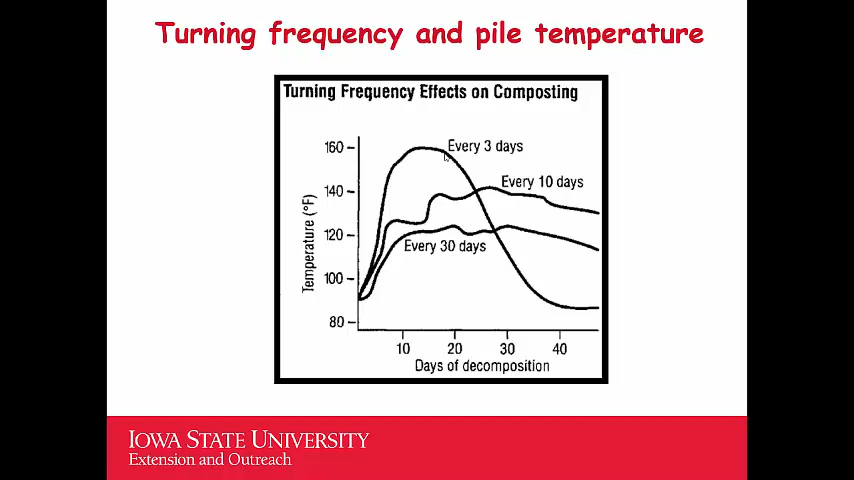 Turning frequency and pile temperature
Turning Frequency Effects on Composting
160
Every 3 days
140
Every 10 days
Temperature (°F)
120
Every 30 days
100
80
10 20 30 40
Days of decomposition
IOWA STATE UNIVERSITY
Extension and Outreach